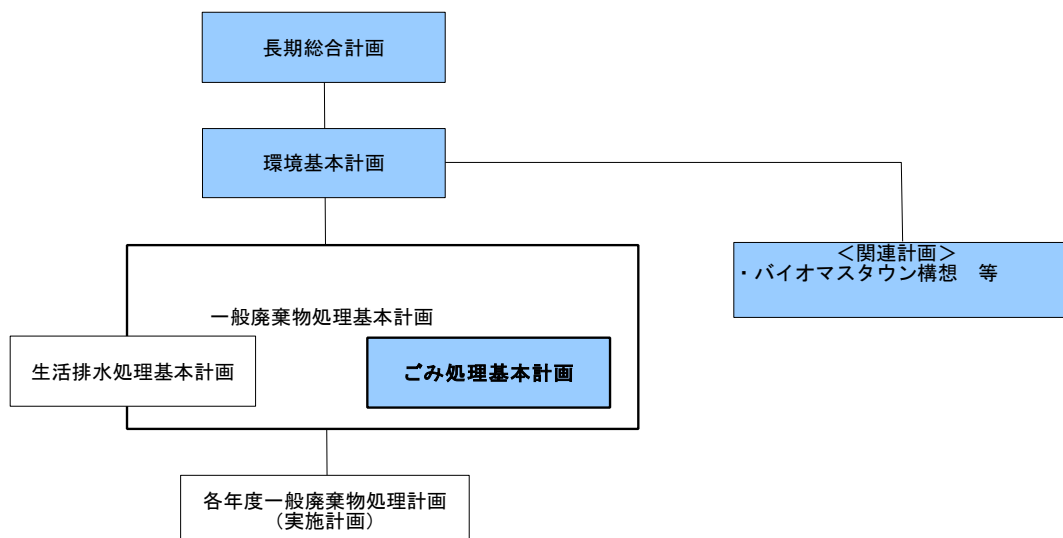 長期総合計画
環境基本計画
＜関連計画＞
・バイオマスタウン構想　等
一般廃棄物処理基本計画
生活排水処理基本計画
ごみ処理基本計画
各年度一般廃棄物処理計画
（実施計画）